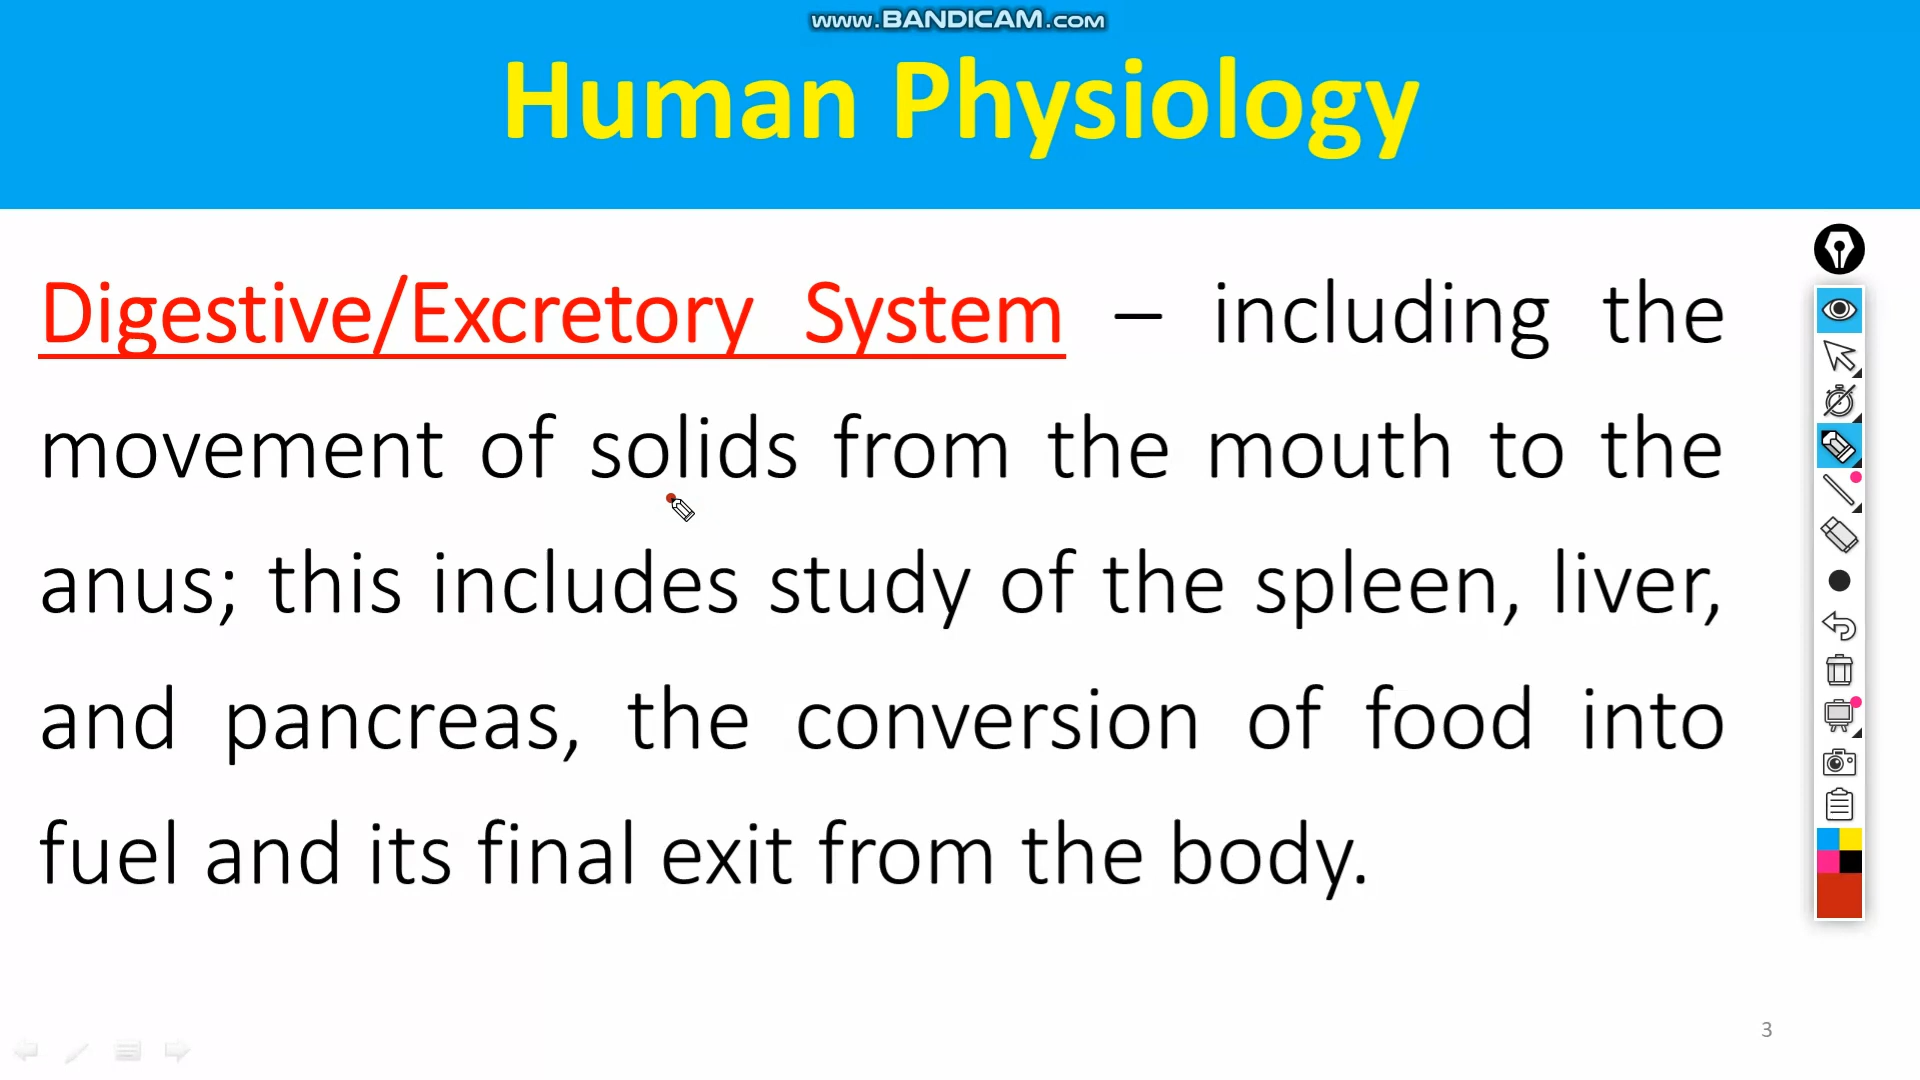 www.BANDICAM.com
Human Physiology
Digestive/Excretory System – including the
movement of solids from the mouth to the
anus; this includes study of the spleen, liver,
and pancreas, the conversion of food into
fuel and its final exit from the body.
3